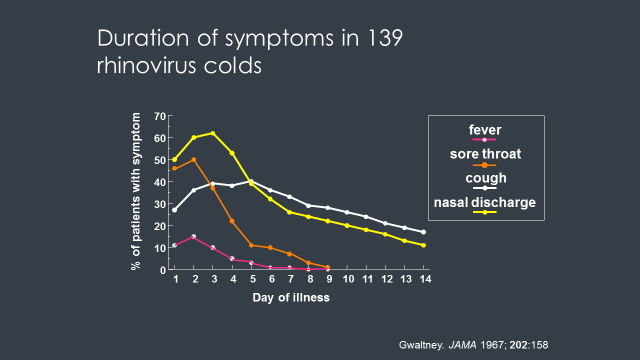 Duration of symptoms in 139
rhinovirus colds
% of patients with symptom
70
60
50
40
30
20
10
0
1 2 3 4 5 6 7 8 9 10 11 12 13 14
Day of illness
fever
sore throat
cough
nasal discharge
Gwaltney. JAMA 1967; 202:158